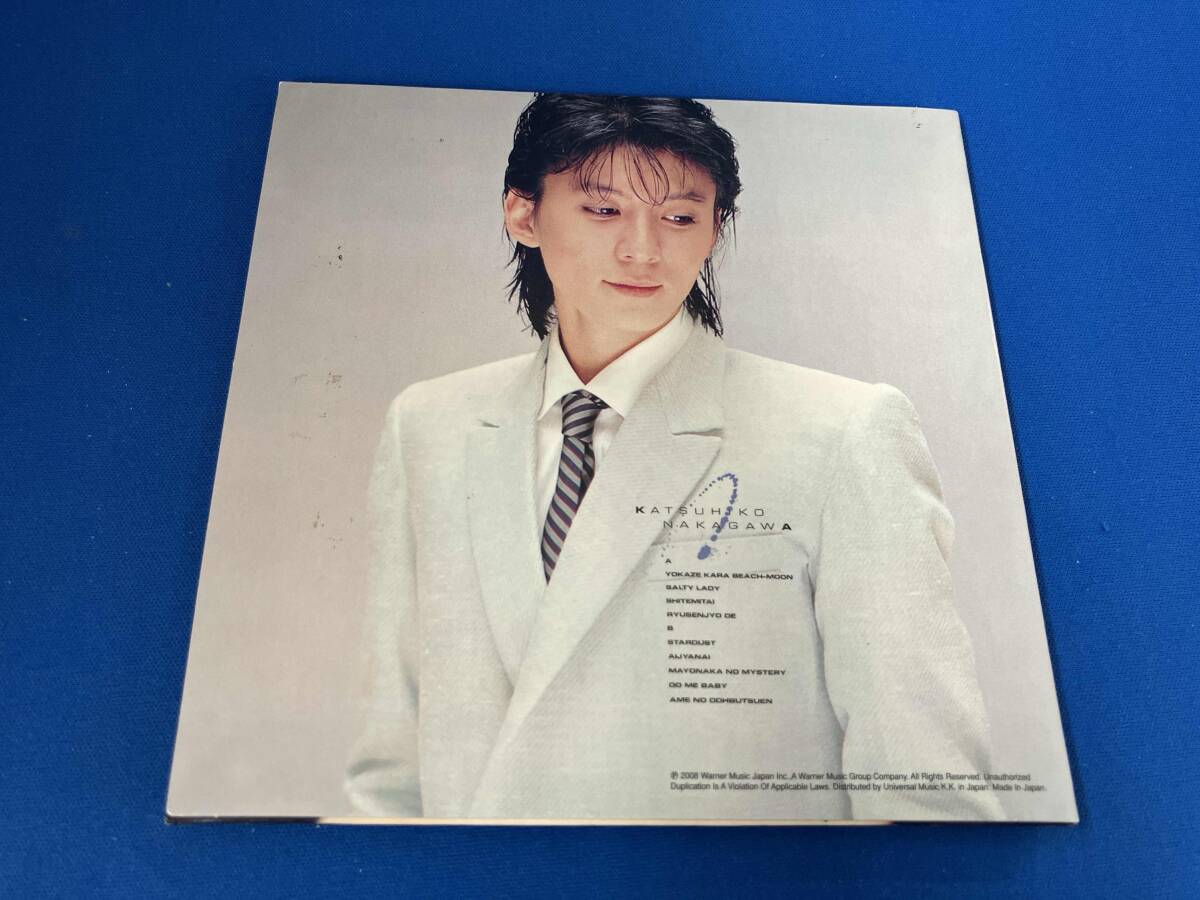 KATSUHIKO
NAKAGAWA
A
YOKAZE KARA BEACH-MOON
SALTY LADY
SHITEMITAI
RYUSENJYO DE
B
STARDUST
AIJYANAI
MAYONAKA NO MYSTERY
DO ME BABY
AME NO DOHBUTSUEN
℗ 2008 Warner Music Japan Inc.,A Warner Music Group Company. All Rights Reserved. Unauthorized
Duplication Is A Violation Of Applicable Laws. Distributed by Universal Music K.K. in Japan. Made In Japan.